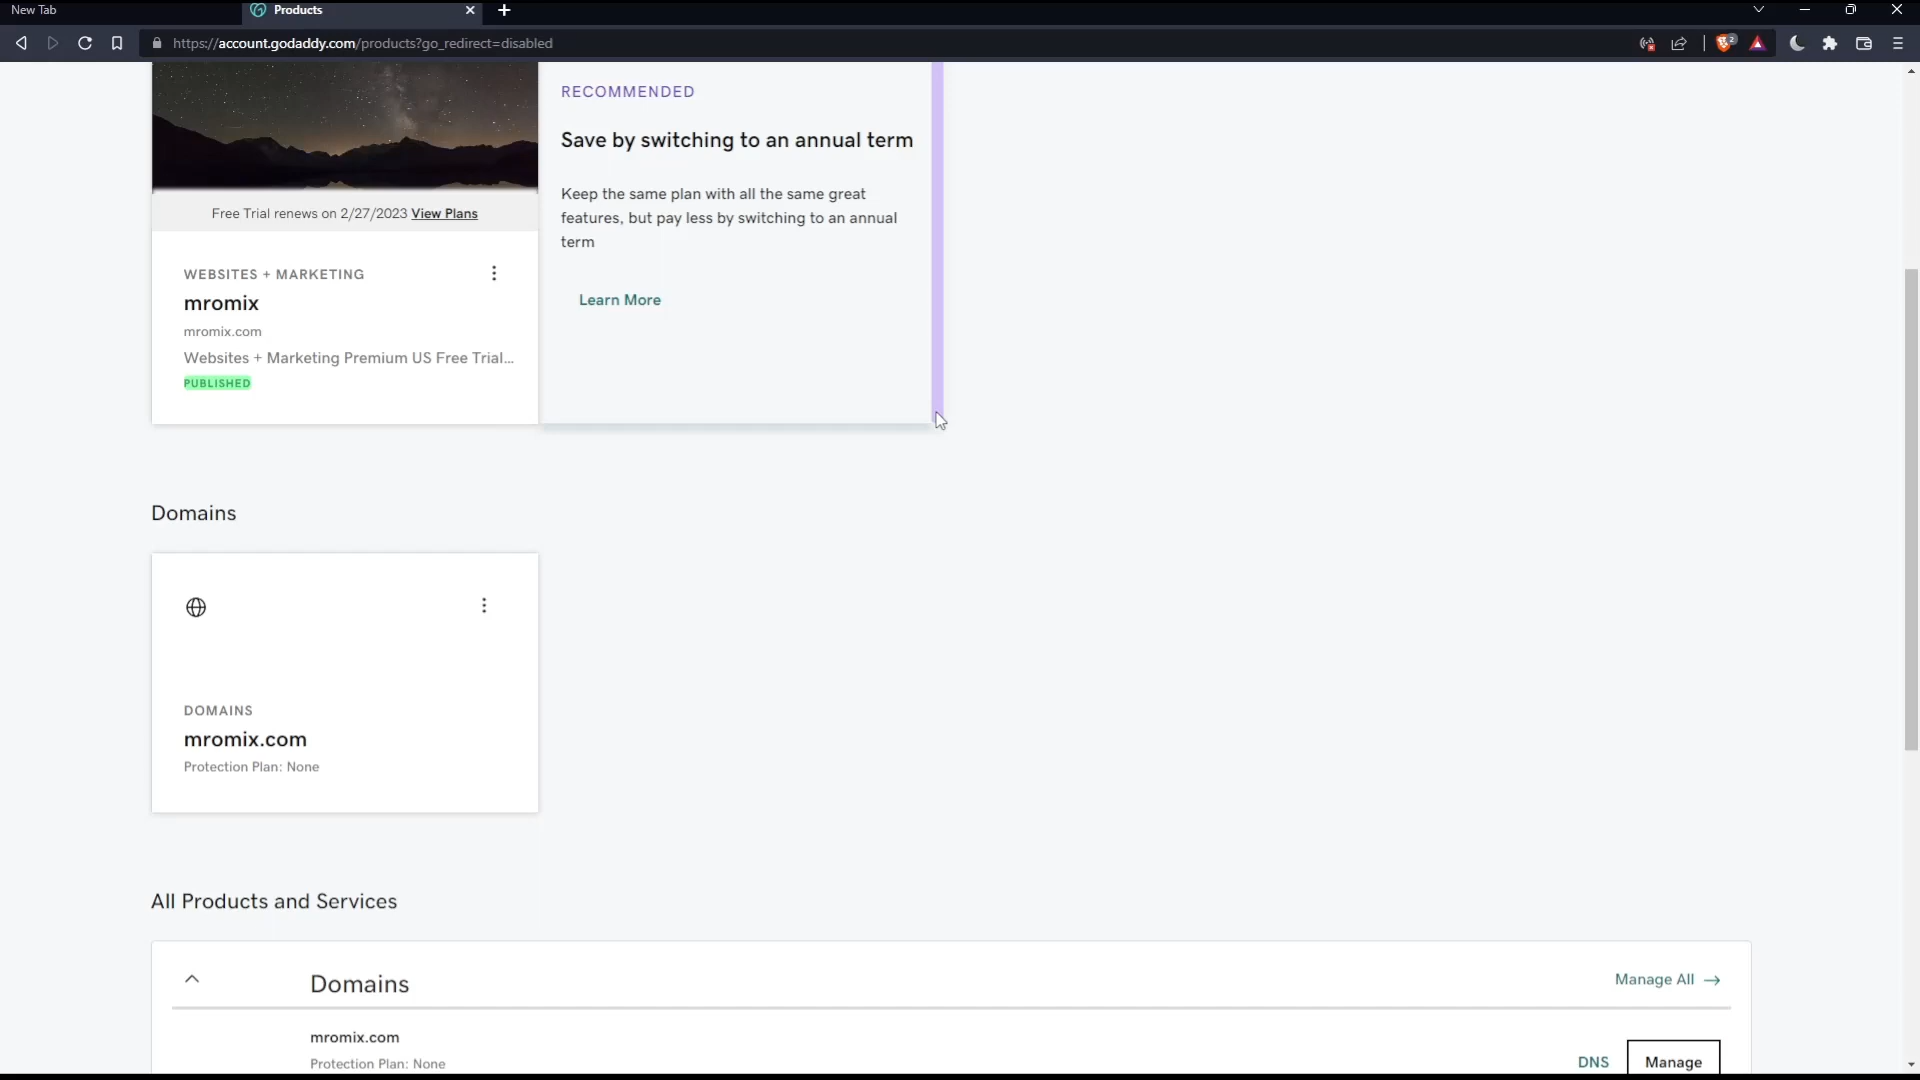 New Tab
Products
https://account.godaddy.com/products?go_redirect=disabled
2
RECOMMENDED
Save by switching to an annual term
Keep the same plan with all the same great
features, but pay less by switching to an annual
term
Learn More
Free Trial renews on 2/27/2023 View Plans
WEBSITES + MARKETING
mromix
mromix.com
Websites + Marketing Premium US Free Trial...
PUBLISHED
Domains
DOMAINS
mromix.com
Protection Plan: None
All Products and Services
Domains
Manage All →
mromix.com
Protection Plan: None
DNS
Manage